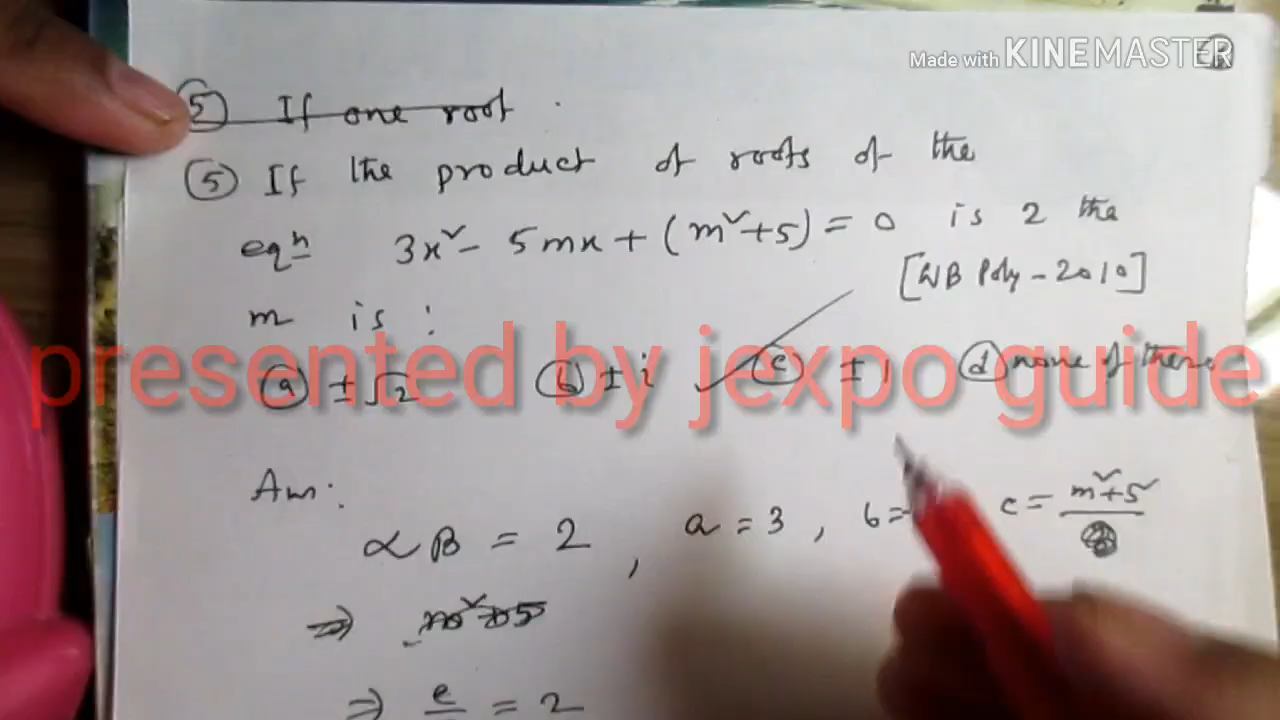 Made with KINEMASTER
⑤ If one root .
⑤ If the product of roots of the
eqn 3x² - 5mx + (m²+5) = 0 is 2 the
[WB Poly - 2010]
m is :
presented by jexpo guide
ⓐ ±√2 ⓑ ±i ⓒ ±1 ⓓ none of these
Ans:
αβ = 2 , a = 3 , b = c = m²+5
⇒
⇒ c = 2